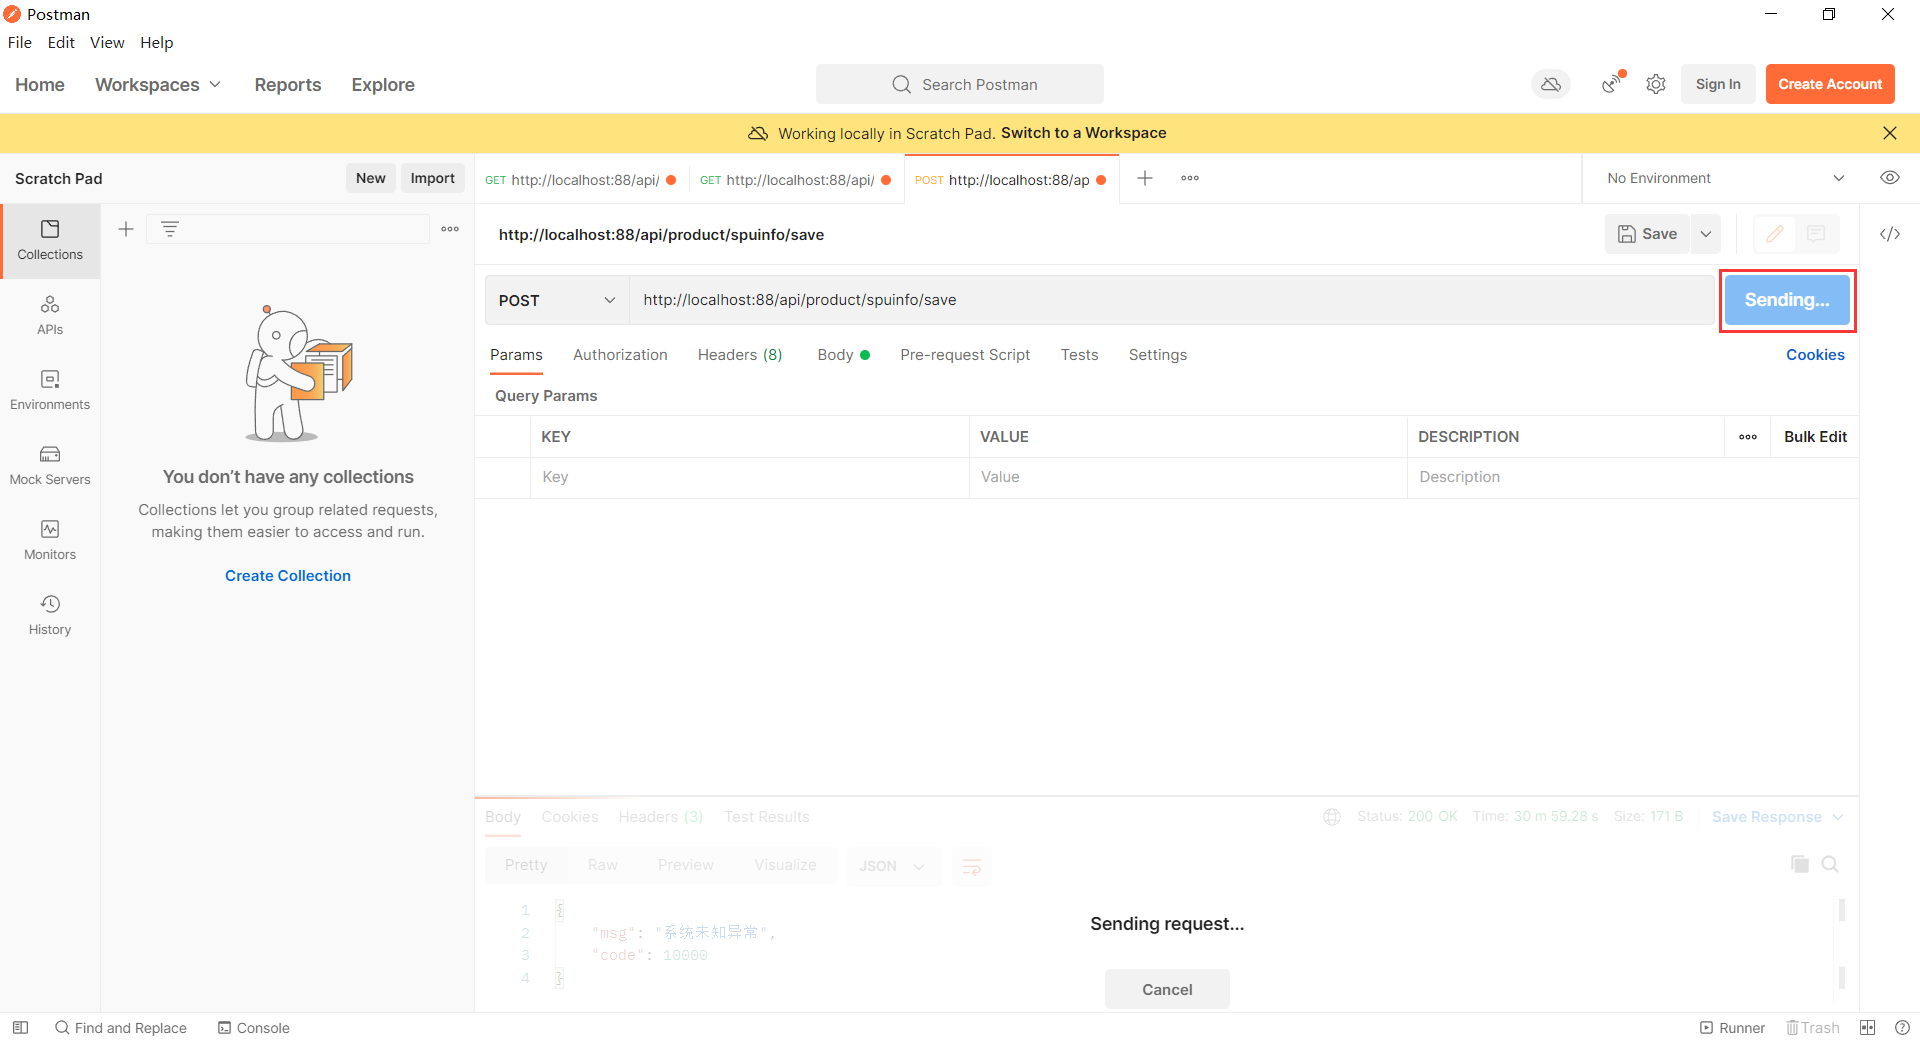 Postman
File Edit View Help
Home Workspaces Reports Explore Search Postman Sign In Create Account
Working locally in Scratch Pad. Switch to a Workspace
Scratch Pad New Import
GET http://localhost:88/api/ GET http://localhost:88/api/ POST http://localhost:88/ap No Environment
Collections
APIs
Environments
Mock Servers
Monitors
History
You don’t have any collections
Collections let you group related requests,
making them easier to access and run.
Create Collection
http://localhost:88/api/product/spuinfo/save Save
POST http://localhost:88/api/product/spuinfo/save Sending...
Params Authorization Headers (8) Body Pre-request Script Tests Settings Cookies
Query Params
KEY VALUE DESCRIPTION Bulk Edit
Key Value Description
Body Cookies Headers (3) Test Results Status: 200 OK Time: 30 m 59.28 s Size: 171 B Save Response
Pretty Raw Preview Visualize JSON
1 {
2 "msg": "系统未知异常",
3 "code": 10000
4 }
Sending request...
Cancel
Find and Replace Console Runner Trash